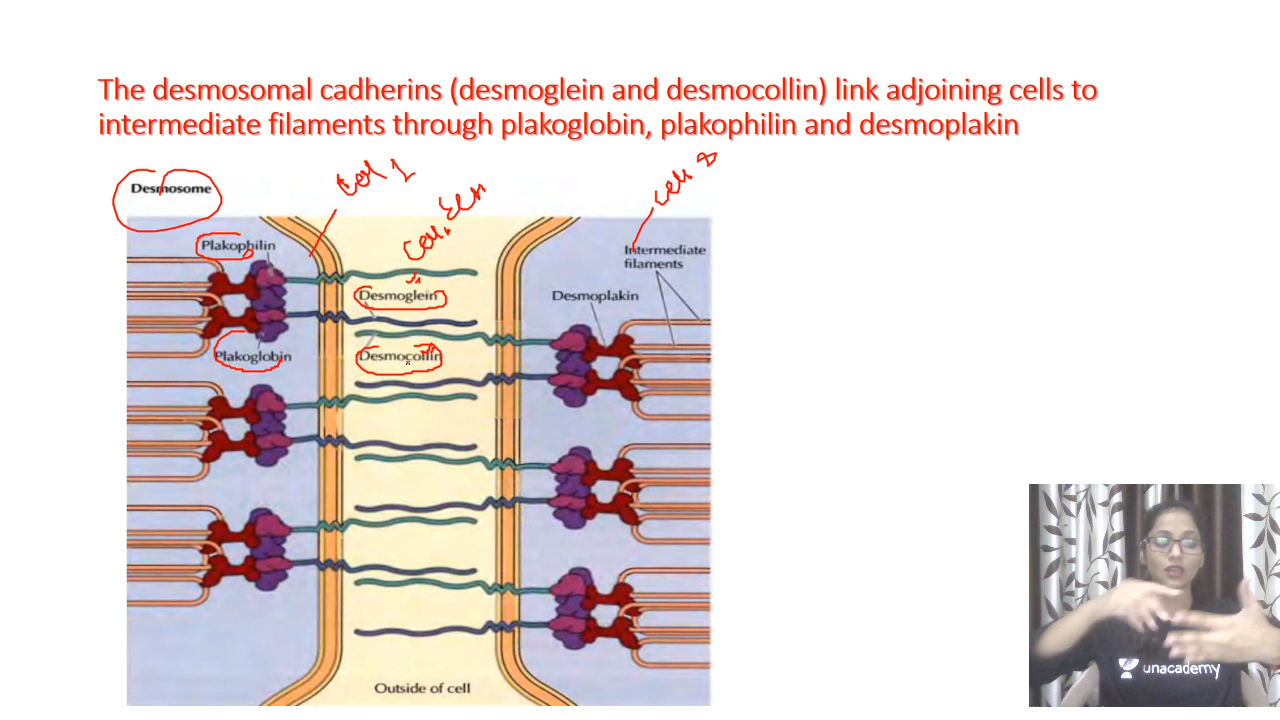 The desmosomal cadherins (desmoglein and desmocollin) link adjoining cells to
intermediate filaments through plakoglobin, plakophilin and desmoplakin
Desmosome
Cell 1
Plakophilin
Intermediate
filaments
Desmoglein
Desmoplakin
Plakoglobin
Desmocollin
Outside of cell
unacademy